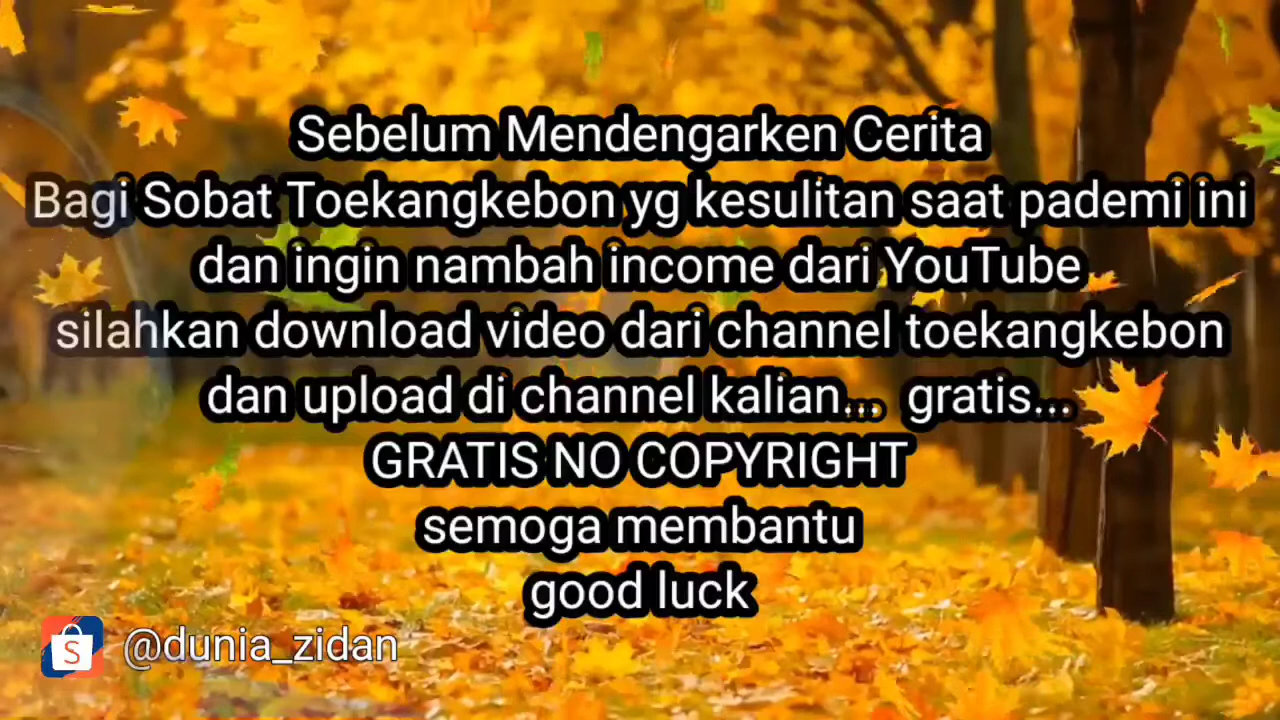 Sebelum Mendengarken Cerita
Bagi Sobat Toekangkebon yg kesulitan saat pademi ini
dan ingin nambah income dari YouTube
silahkan download video dari channel toekangkebon
dan upload di channel kalian... gratis...
GRATIS NO COPYRIGHT
semoga membantu
good luck
S @dunia_zidan